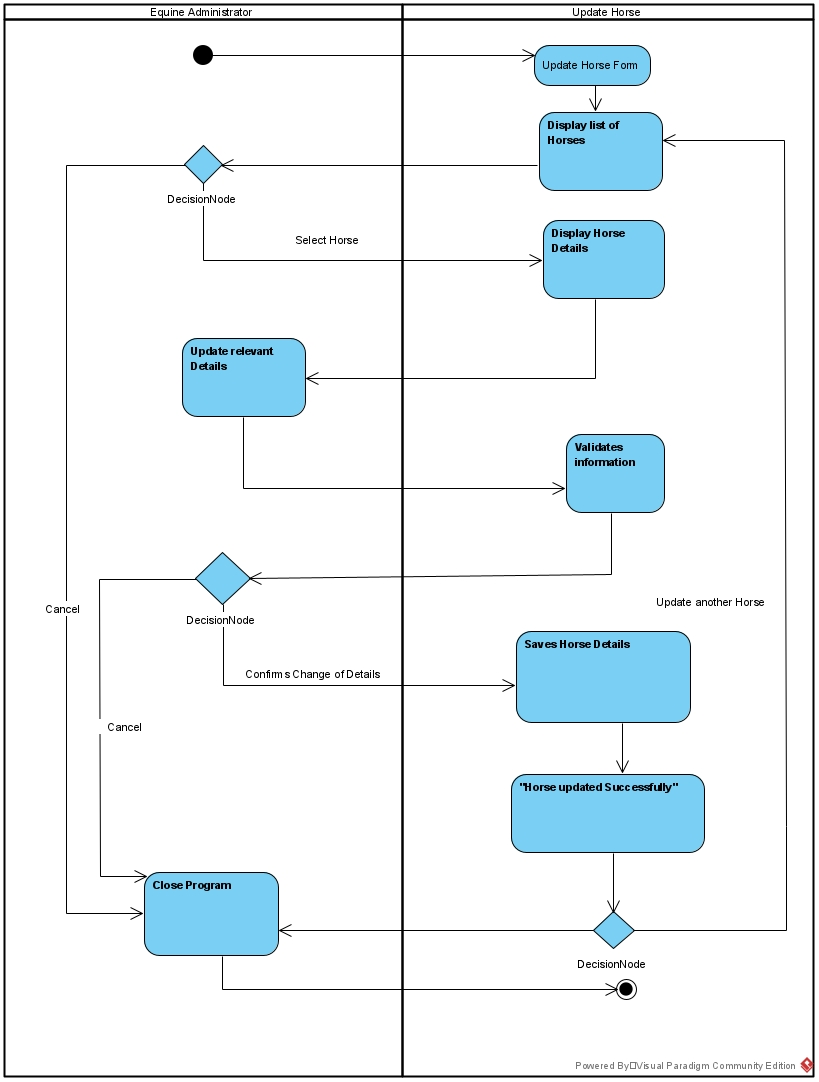 Equine Administrator
Update Horse
Update Horse Form
Display list of
Horses
DecisionNode
Select Horse
Display Horse
Details
Update relevant
Details
Validates
information
Cancel
DecisionNode
Update another Horse
Confirms Change of Details
Saves Horse Details
Cancel
"Horse updated Successfully"
Close Program
DecisionNode
Powered By□Visual Paradigm Community Edition